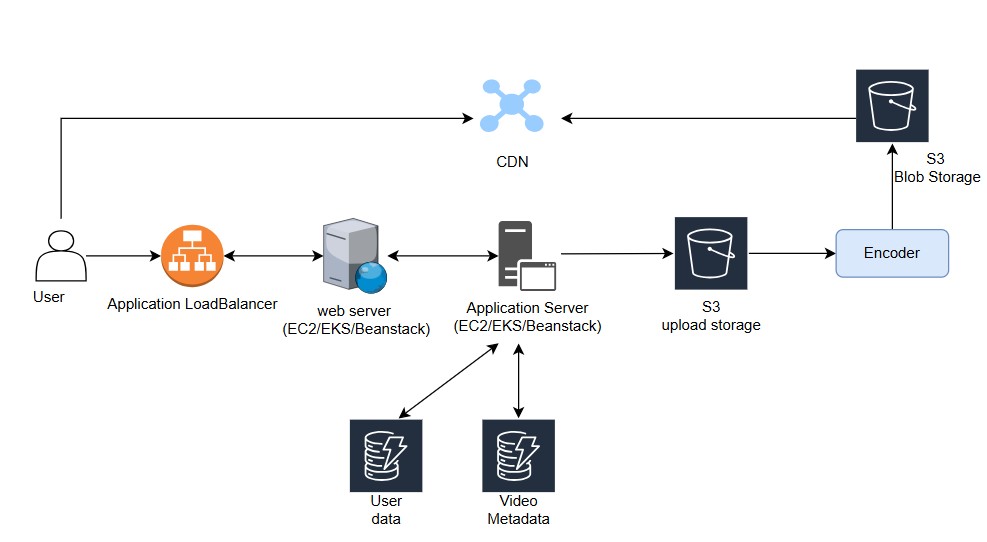 CDN
S3
Blob Storage
User
Application LoadBalancer
web server
(EC2/EKS/Beanstack)
Application Server
(EC2/EKS/Beanstack)
S3
upload storage
Encoder
User
data
Video
Metadata